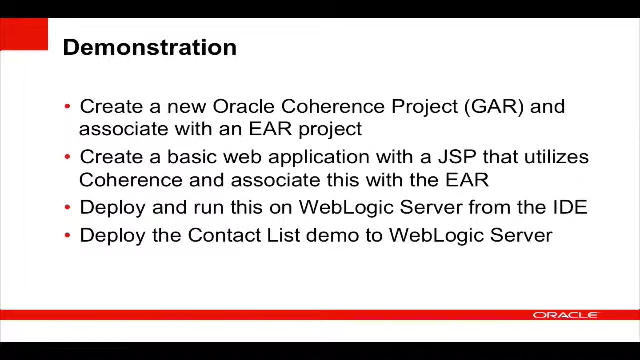 Demonstration
• Create a new Oracle Coherence Project (GAR) and
associate with an EAR project
• Create a basic web application with a JSP that utilizes
Coherence and associate this with the EAR
• Deploy and run this on WebLogic Server from the IDE
• Deploy the Contact List demo to WebLogic Server
ORACLE